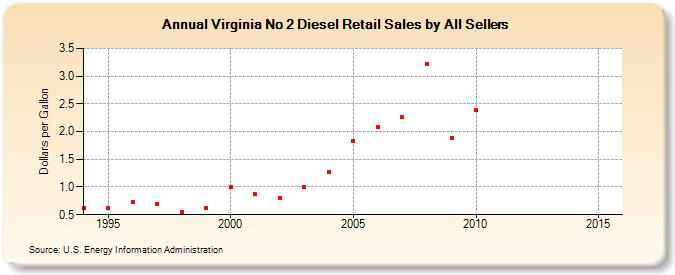 Annual Virginia No 2 Diesel Retail Sales by All Sellers
Dollars per Gallon
3.5
3.0
2.5
2.0
1.5
1.0
0.5
1995 2000 2005 2010 2015
Source: U.S. Energy Information Administration